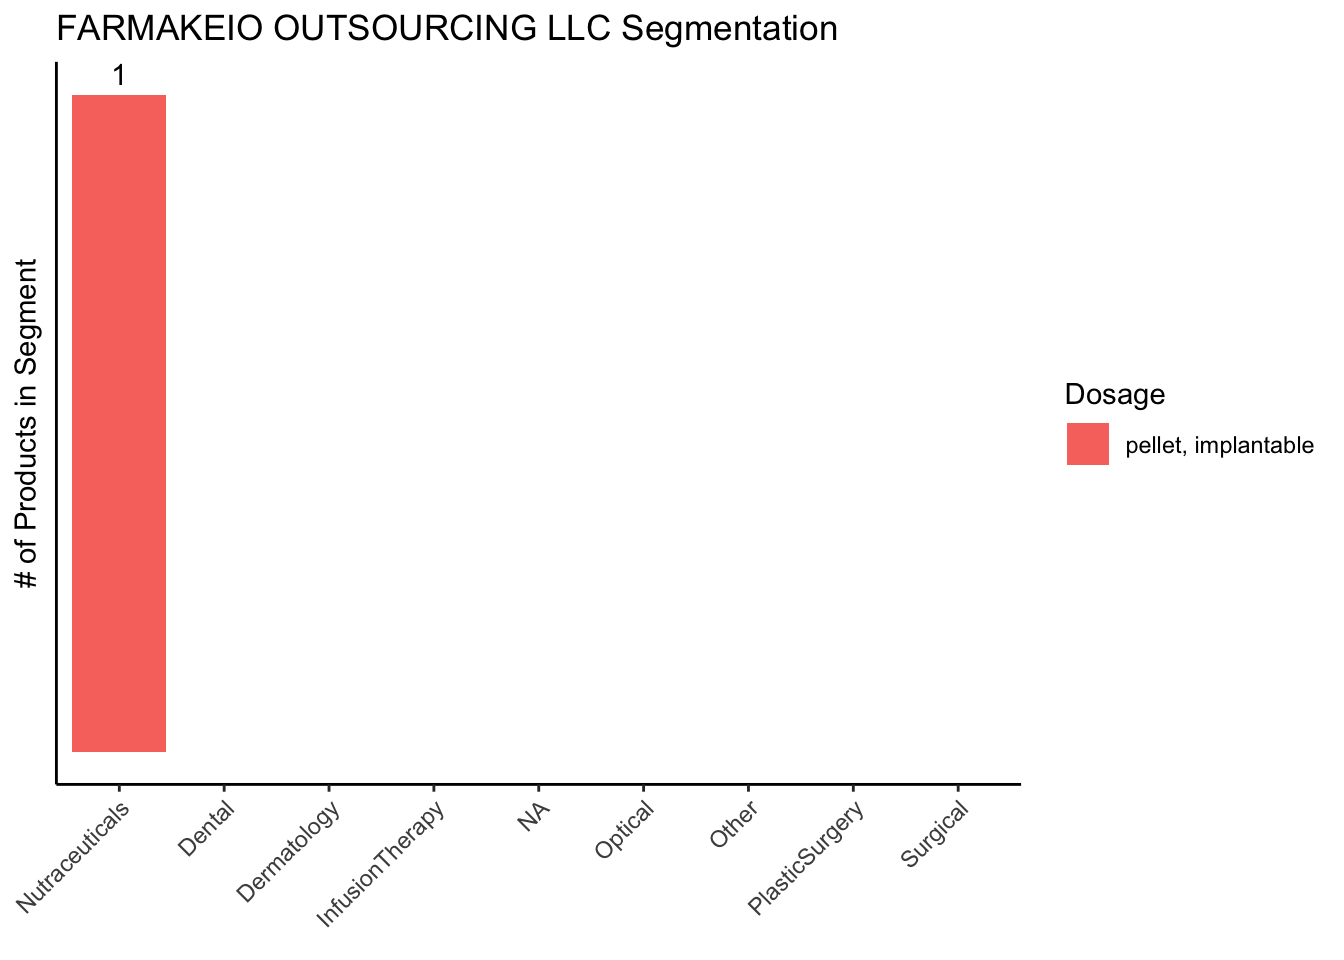 FARMAKEIO OUTSOURCING LLC Segmentation
1
# of Products in Segment
Dosage
pellet, implantable
Nutraceuticals
Dental
Dermatology
InfusionTherapy
NA
Optical
Other
PlasticSurgery
Surgical